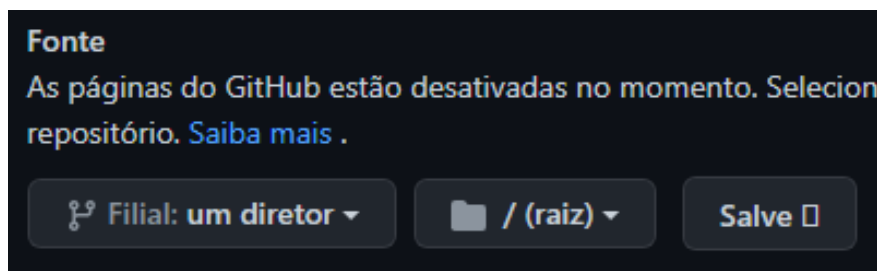 Fonte
As páginas do GitHub estão desativadas no momento. Selecion
repositório. Saiba mais .
Filial: um diretor / (raiz) Salve